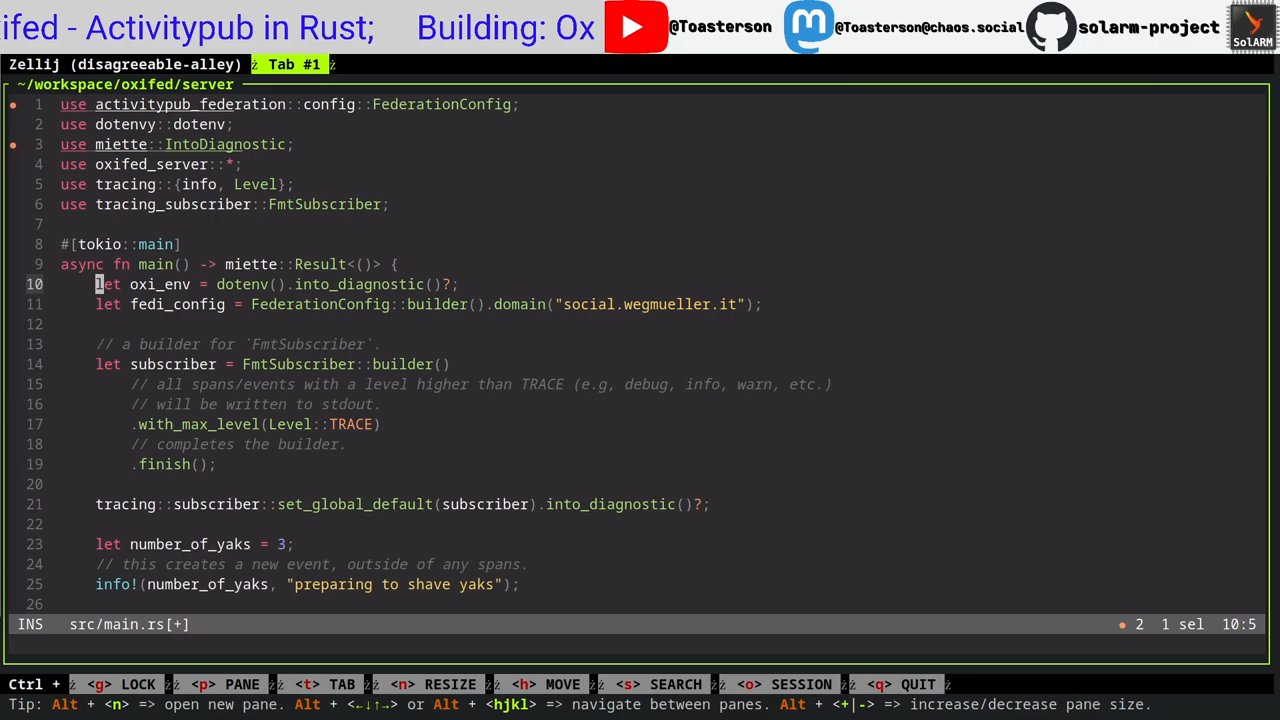 ifed - Activitypub in Rust; Building: Ox
@Toasterson @Toasterson@chaos.social solarm-project SolARM
Zellij (disagreeable-alley) Tab #1
~/workspace/oxifed/server
1 use activitypub_federation::config::FederationConfig;
2 use dotenvy::dotenv;
3 use miette::IntoDiagnostic;
4 use oxifed_server::*;
5 use tracing::{info, Level};
6 use tracing_subscriber::FmtSubscriber;
7
8 #[tokio::main]
9 async fn main() -> miette::Result<()> {
10 let oxi_env = dotenv().into_diagnostic()?;
11 let fedi_config = FederationConfig::builder().domain("social.wegmueller.it");
12
13 // a builder for `FmtSubscriber`.
14 let subscriber = FmtSubscriber::builder()
15 // all spans/events with a level higher than TRACE (e.g, debug, info, warn, etc.)
16 // will be written to stdout.
17 .with_max_level(Level::TRACE)
18 // completes the builder.
19 .finish();
20
21 tracing::subscriber::set_global_default(subscriber).into_diagnostic()?;
22
23 let number_of_yaks = 3;
24 // this creates a new event, outside of any spans.
25 info!(number_of_yaks, "preparing to shave yaks");
26
INS src/main.rs[+] ● 2 1 sel 10:5
Ctrl + <g> LOCK <p> PANE <t> TAB <n> RESIZE <h> MOVE <s> SEARCH <o> SESSION <q> QUIT
Tip: Alt + <n> => open new pane. Alt + <←↓↑→> or Alt + <hjkl> => navigate between panes. Alt + <+|-> => increase/decrease pane size.